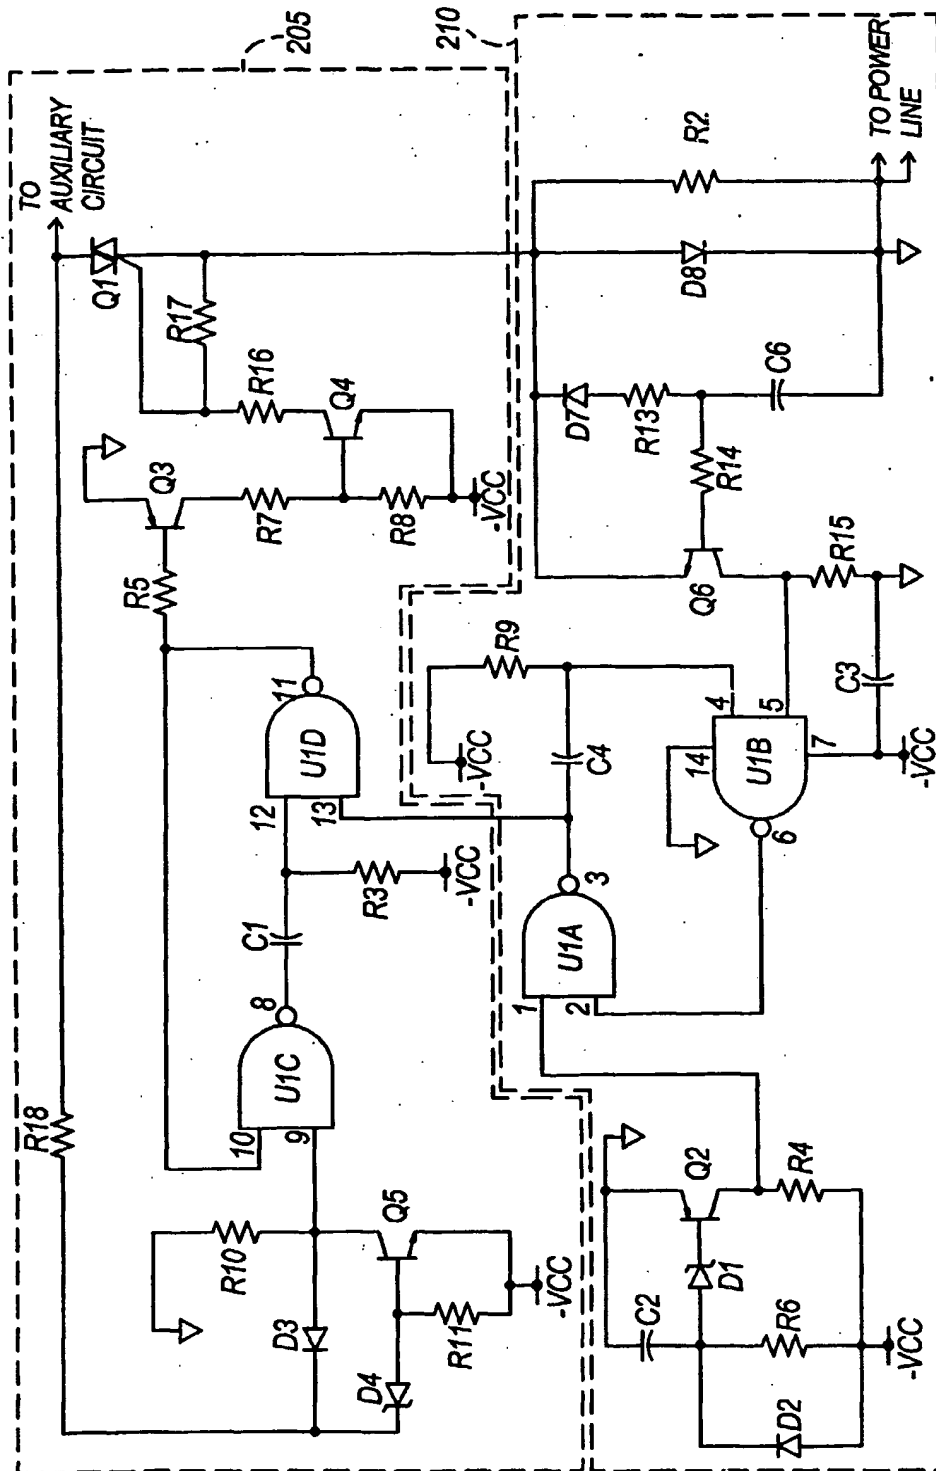 205
210
TO
AUXILIARY
CIRCUIT
Q1
R17
R16
Q4
Q3
R7
R8
-VCC
R5
11
U1D
12
13
C1
R3
-VCC
8
U1C
10
9
R18
R10
Q5
D3
D4
R11
-VCC
TO POWER
LINE
R2
D8
D7
R13
C6
R14
Q6
R15
C3
-VCC
R9
-VCC
C4
4
5
14
U1B
7
6
3
U1A
1
2
Q2
R4
C2
D1
R6
D2
-VCC